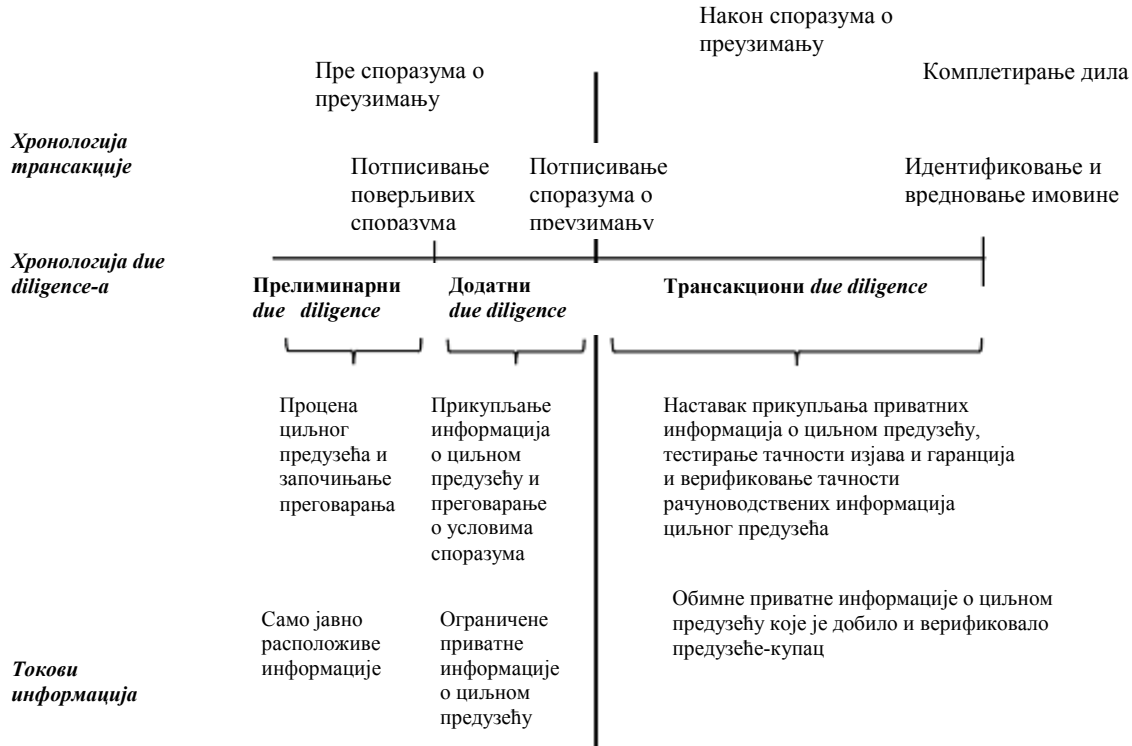 Након споразума о
преузимању
Пре споразума о
преузимању
Комплетирање дила
Хронологија
трансакције
Потписивање
поверљивих
споразума
Потписивање
споразума о
преузимању
Идентификовање и
вредновање имовине
Хронологија due
diligence-а
Прелиминарни
due diligence
Додатни
due diligence
Трансакциони due diligence
Процена
циљног
предузећа и
започињање
преговарања
Прикупљање
информација
о циљном
предузећу и
преговарање
о условима
споразума
Наставак прикупљања приватних
информација о циљном предузећу,
тестирање тачности изјава и гаранција
и верификовање тачности
рачуноводствених информација
циљног предузећа
Токови
информација
Само јавно
расположиве
информације
Ограничене
приватне
информације
о циљном
предузећу
Обимне приватне информације о циљном
предузећу које је добило и верификовало
предузеће-купац